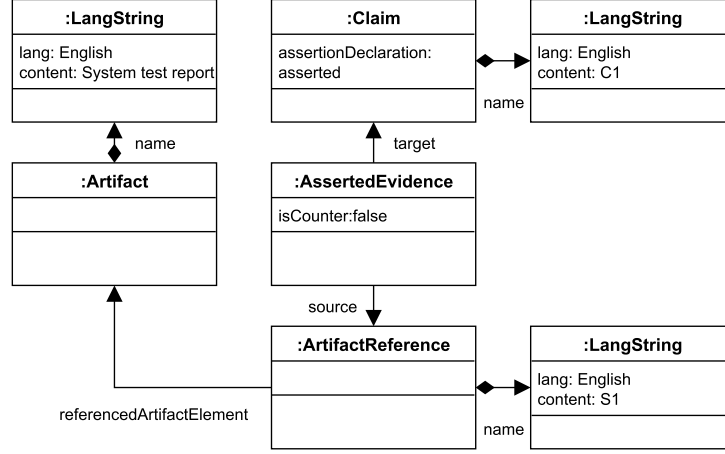 :LangString
lang: English
content: System test report
:Claim
assertionDeclaration:
asserted
:LangString
lang: English
content: C1
name
name
target
:Artifact
:AssertedEvidence
isCounter:false
source
:ArtifactReference
:LangString
lang: English
content: S1
referencedArtifactElement
name